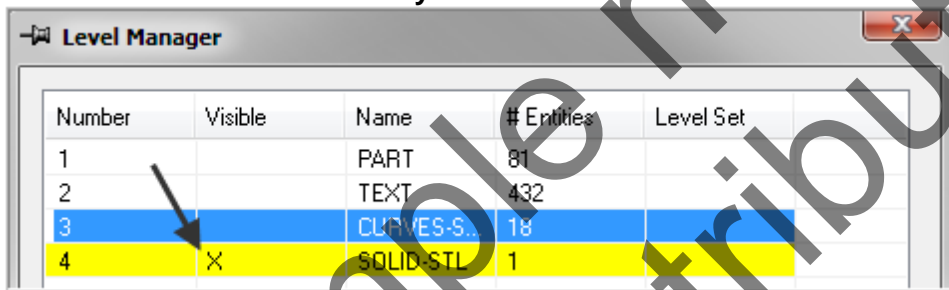 Level Manager
Number Visible Name # Entities Level Set
1 PART 81
2 TEXT 432
3 CURVES-S... 18
4 X SOLID-STL 1